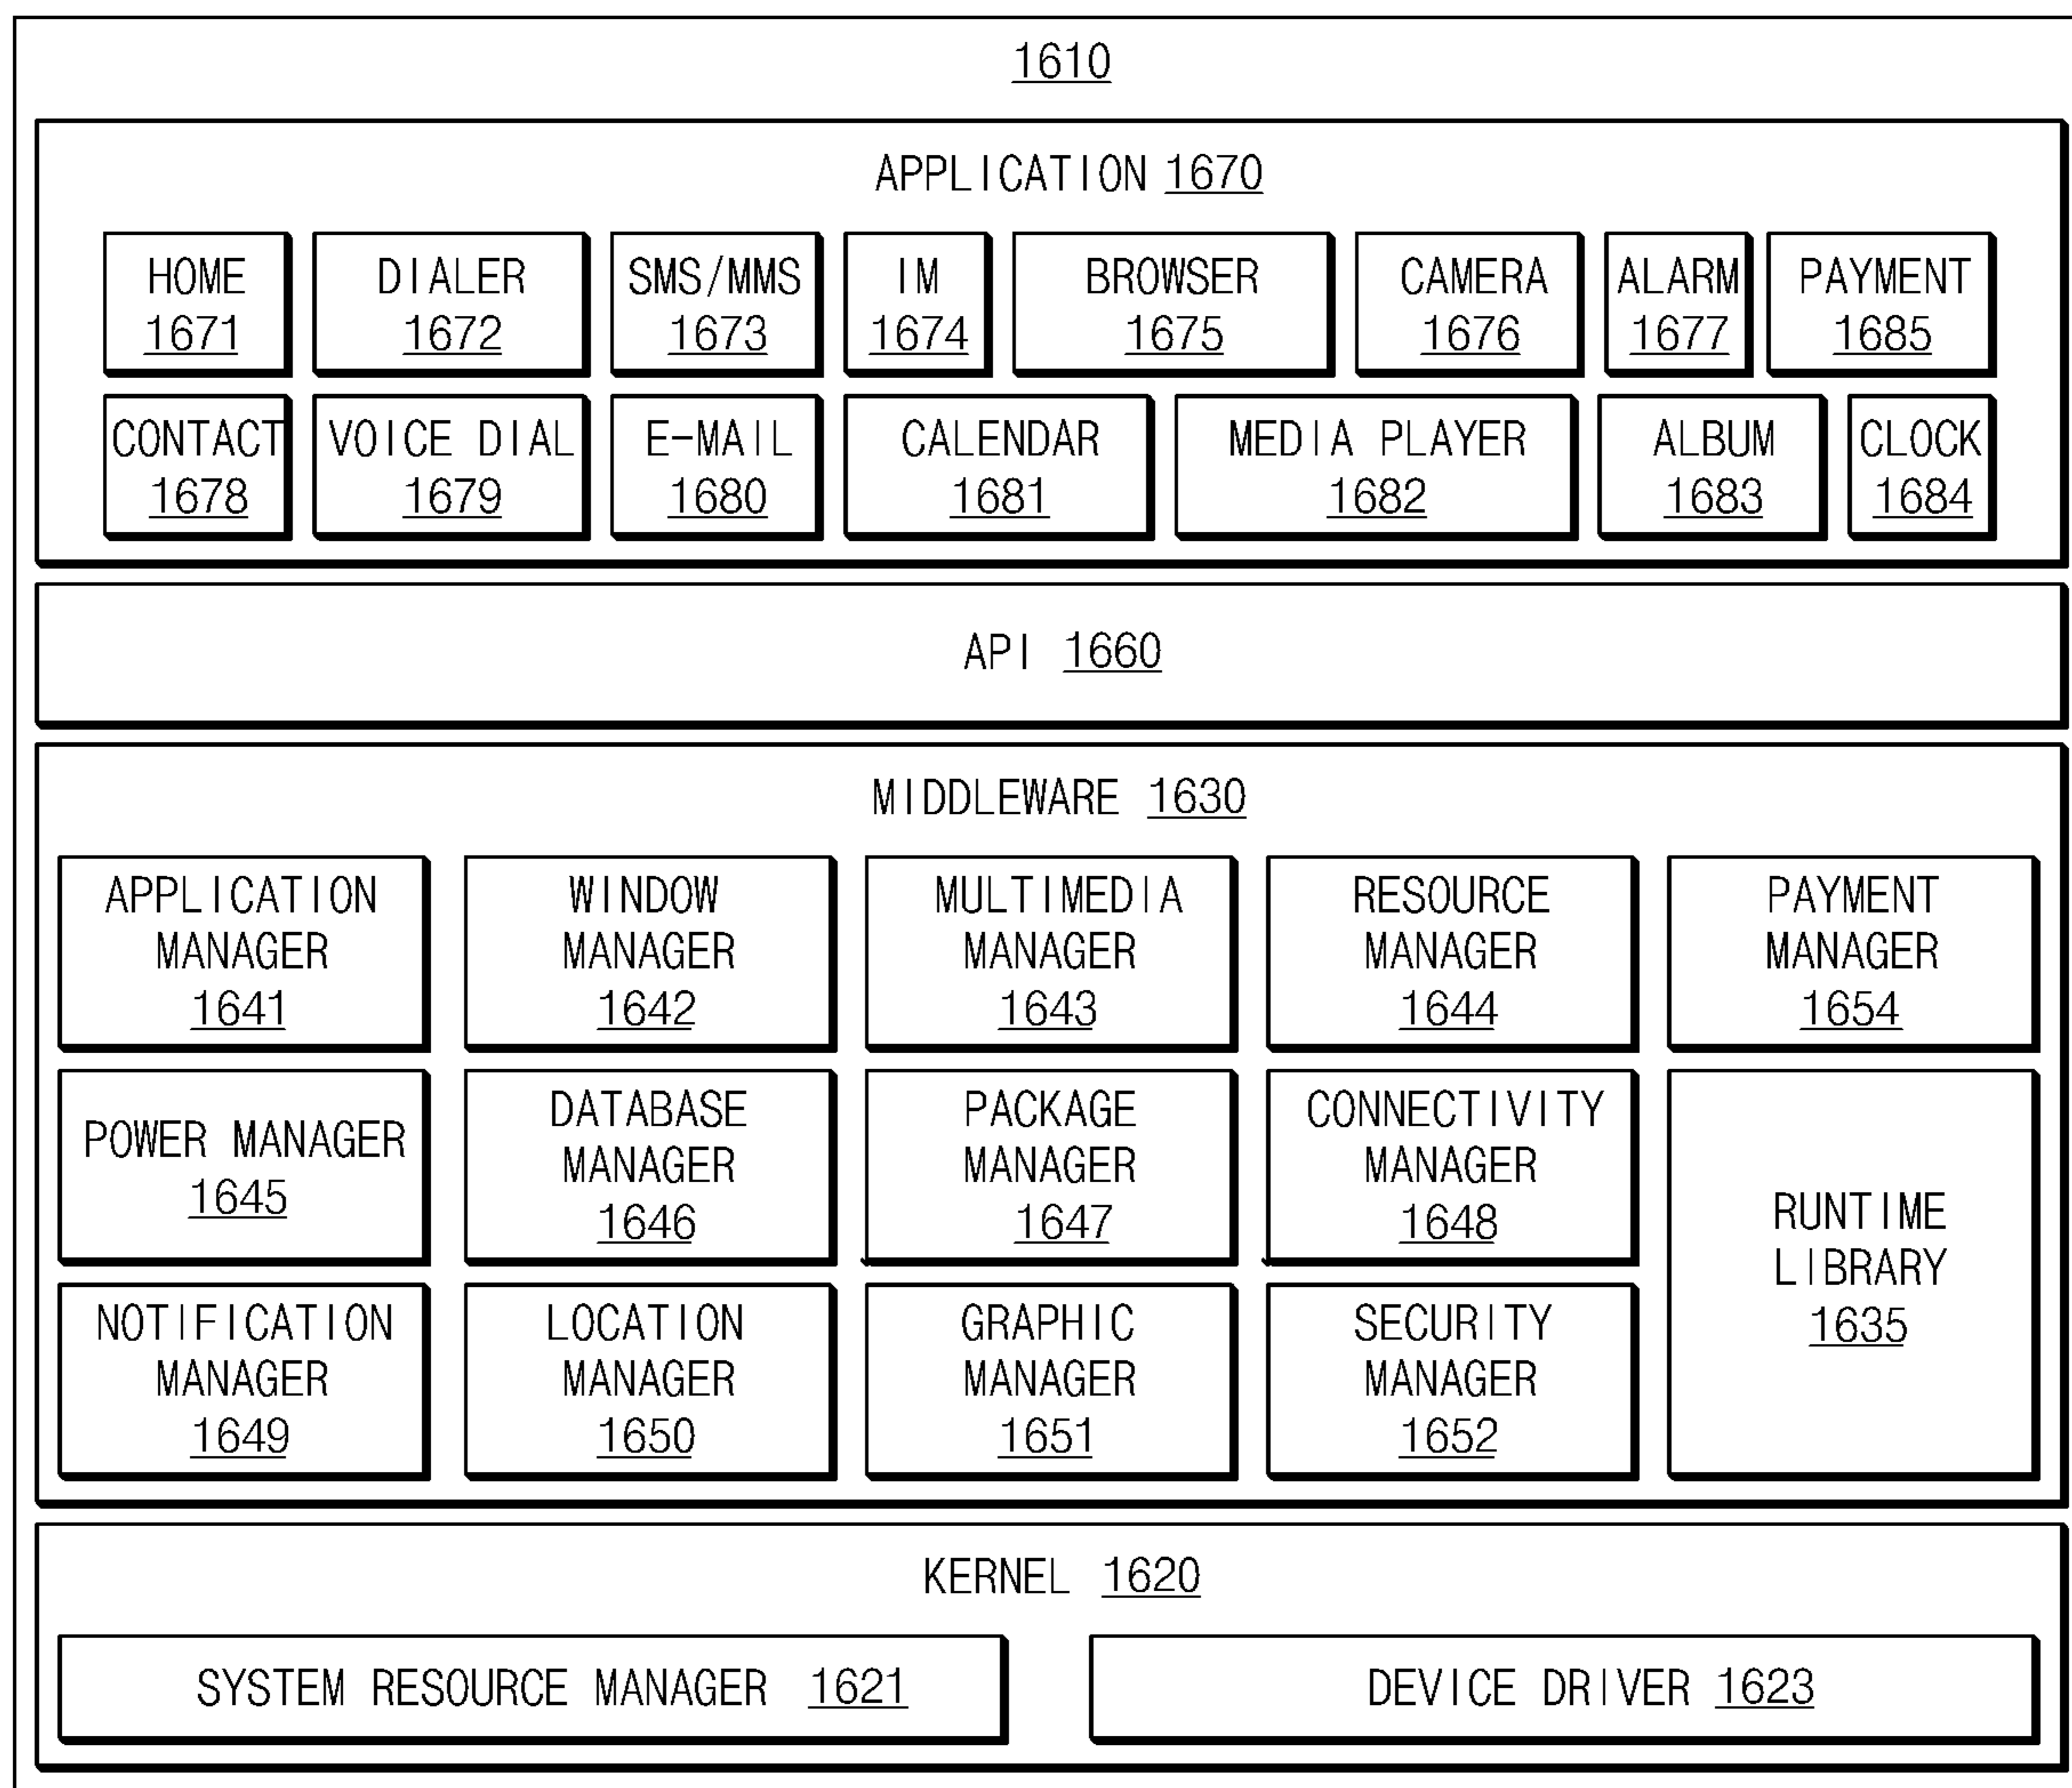 1610
APPLICATION 1670
HOME
1671
DIALER
1672
SMS/MMS
1673
IM
1674
BROWSER
1675
CAMERA
1676
ALARM
1677
PAYMENT
1685
CONTACT
1678
VOICE DIAL
1679
E-MAIL
1680
CALENDAR
1681
MEDIA PLAYER
1682
ALBUM
1683
CLOCK
1684
API 1660
MIDDLEWARE 1630
APPLICATION
MANAGER
1641
WINDOW
MANAGER
1642
MULTIMEDIA
MANAGER
1643
RESOURCE
MANAGER
1644
PAYMENT
MANAGER
1654
POWER MANAGER
1645
DATABASE
MANAGER
1646
PACKAGE
MANAGER
1647
CONNECTIVITY
MANAGER
1648
RUNTIME
LIBRARY
1635
NOTIFICATION
MANAGER
1649
LOCATION
MANAGER
1650
GRAPHIC
MANAGER
1651
SECURITY
MANAGER
1652
KERNEL 1620
SYSTEM RESOURCE MANAGER 1621
DEVICE DRIVER 1623